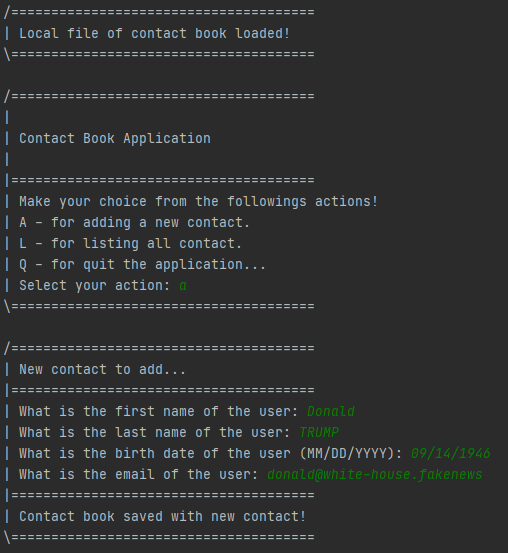 /======================================
| Local file of contact book loaded!
\======================================

/======================================
|
| Contact Book Application
|
|======================================
| Make your choice from the followings actions!
| A - for adding a new contact.
| L - for listing all contact.
| Q - for quit the application...
| Select your action: a
\======================================

/======================================
| New contact to add...
|======================================
| What is the first name of the user: Donald
| What is the last name of the user: TRUMP
| What is the birth date of the user (MM/DD/YYYY): 09/14/1946
| What is the email of the user: donald@white-house.fakenews
|======================================
| Contact book saved with new contact!
\======================================